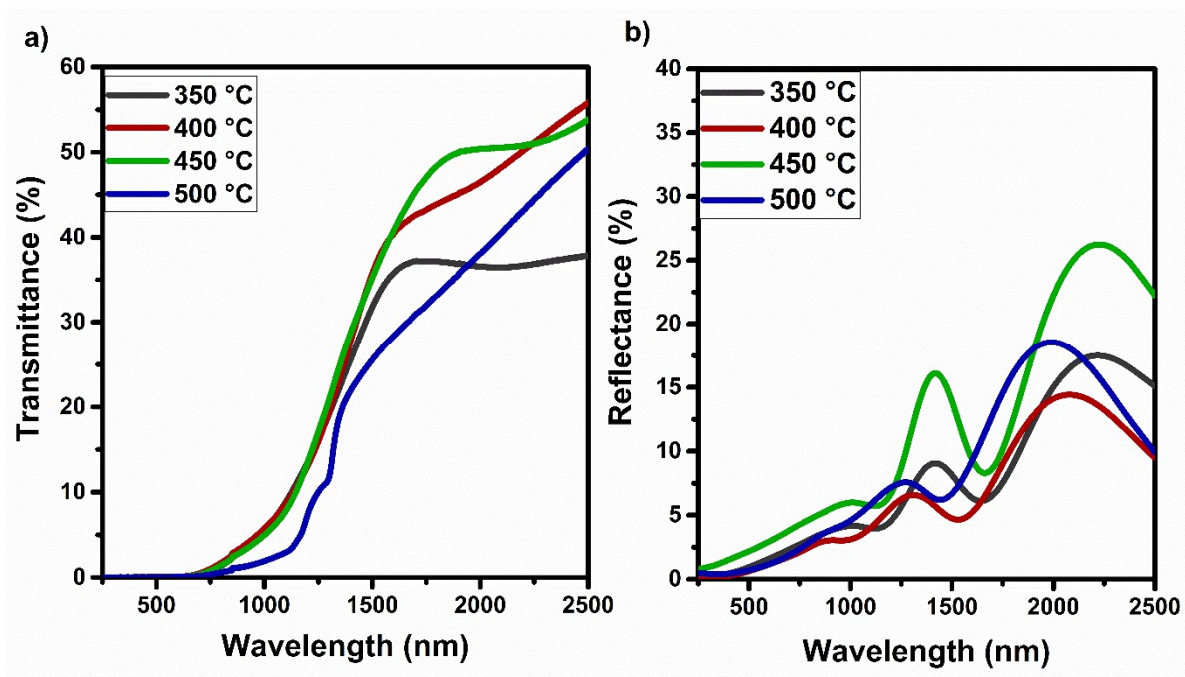 a)
60
50
40
30
20
10
0
Transmittance (%)
350 °C
400 °C
450 °C
500 °C
500
1000
1500
2000
2500
Wavelength (nm)
b)
40
35
30
25
20
15
10
5
0
Reflectance (%)
350 °C
400 °C
450 °C
500 °C
500
1000
1500
2000
2500
Wavelength (nm)